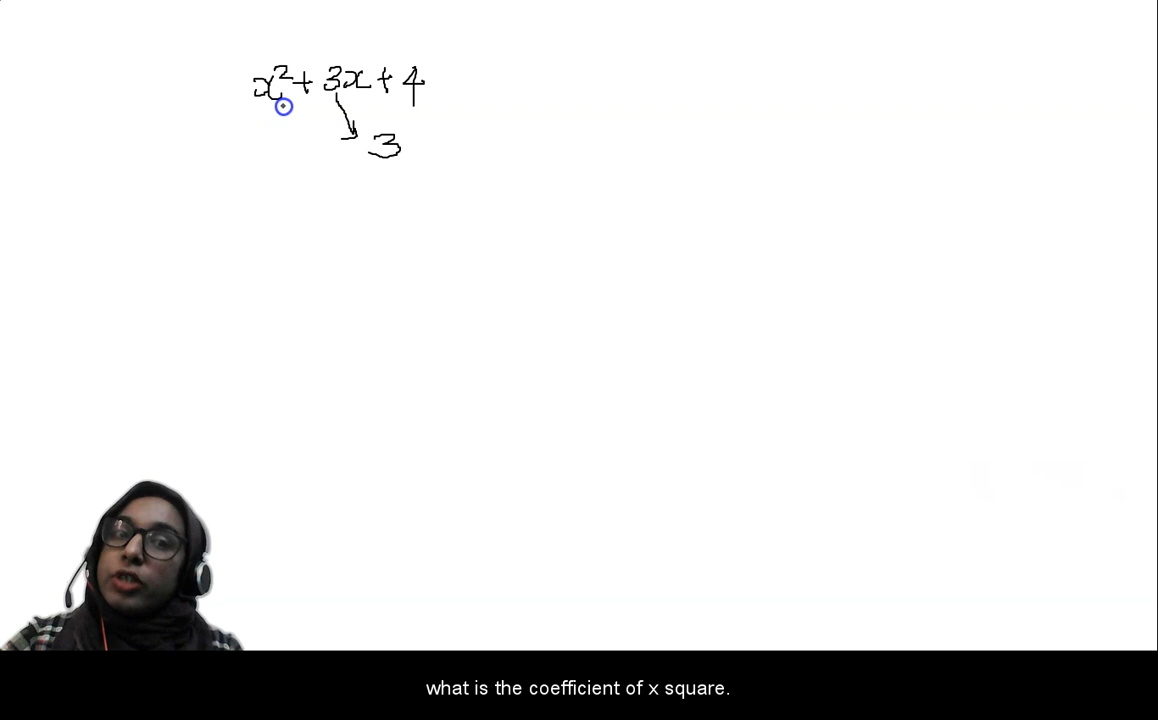 x² + 3x + 4
3
what is the coefficient of x square.